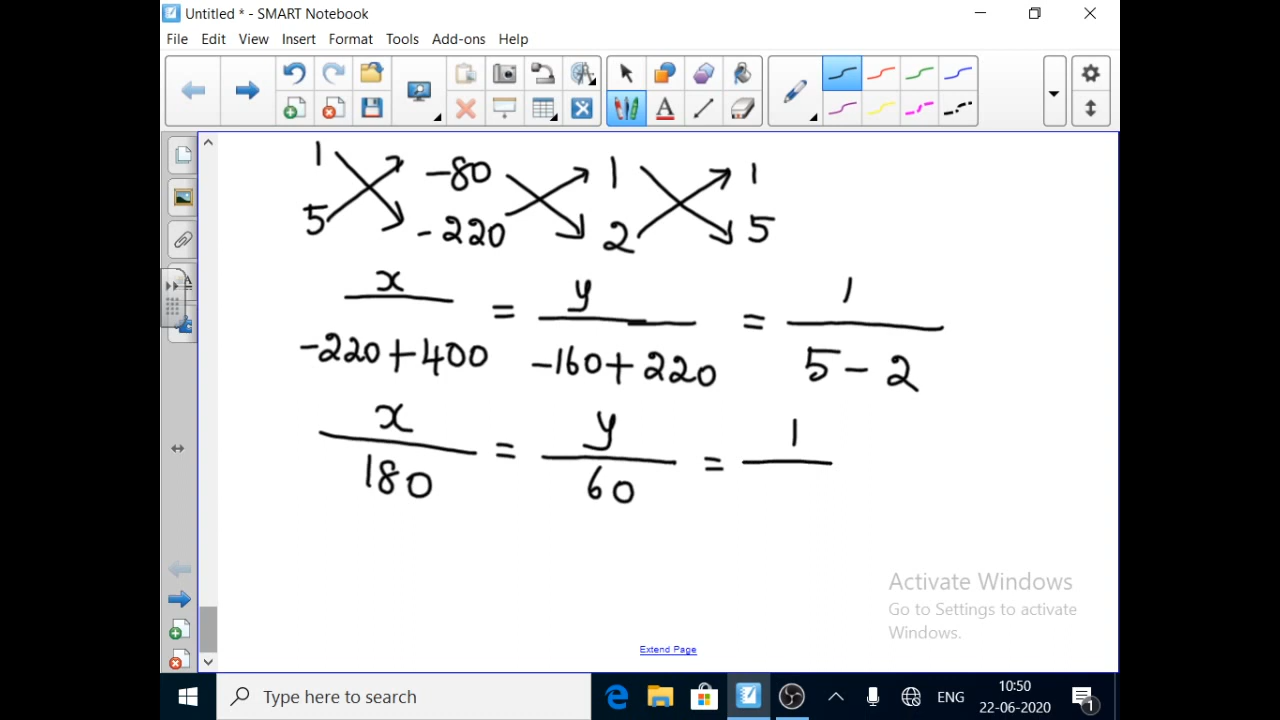 Untitled * - SMART Notebook
File Edit View Insert Format Tools Add-ons Help
1 -80 1 1
5 -220 2 5
x = y = 1
-220+400 -160+220 5-2
x = y = 1
180 60
Activate Windows
Go to Settings to activate
Windows.
Extend Page
Type here to search
ENG
10:50
22-06-2020
1